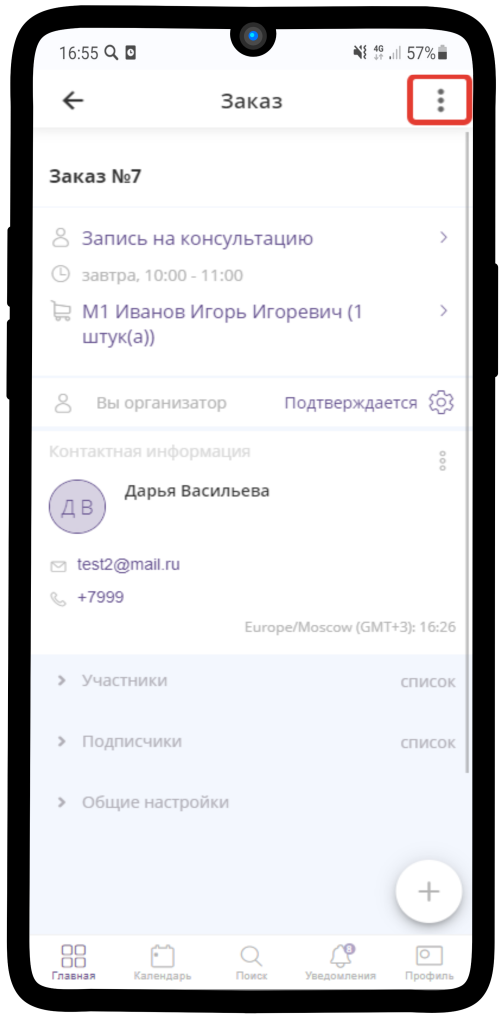 16:55 4G 57%
Заказ
Заказ №7
Запись на консультацию
завтра, 10:00 - 11:00
М1 Иванов Игорь Игоревич (1
штук(а))
Вы организатор Подтверждается
Контактная информация
Д В Дарья Васильева
test2@mail.ru
+7999
Europe/Moscow (GMT+3): 16:26
Участники список
Подписчики список
Общие настройки
Главная Календарь Поиск Уведомления Профиль